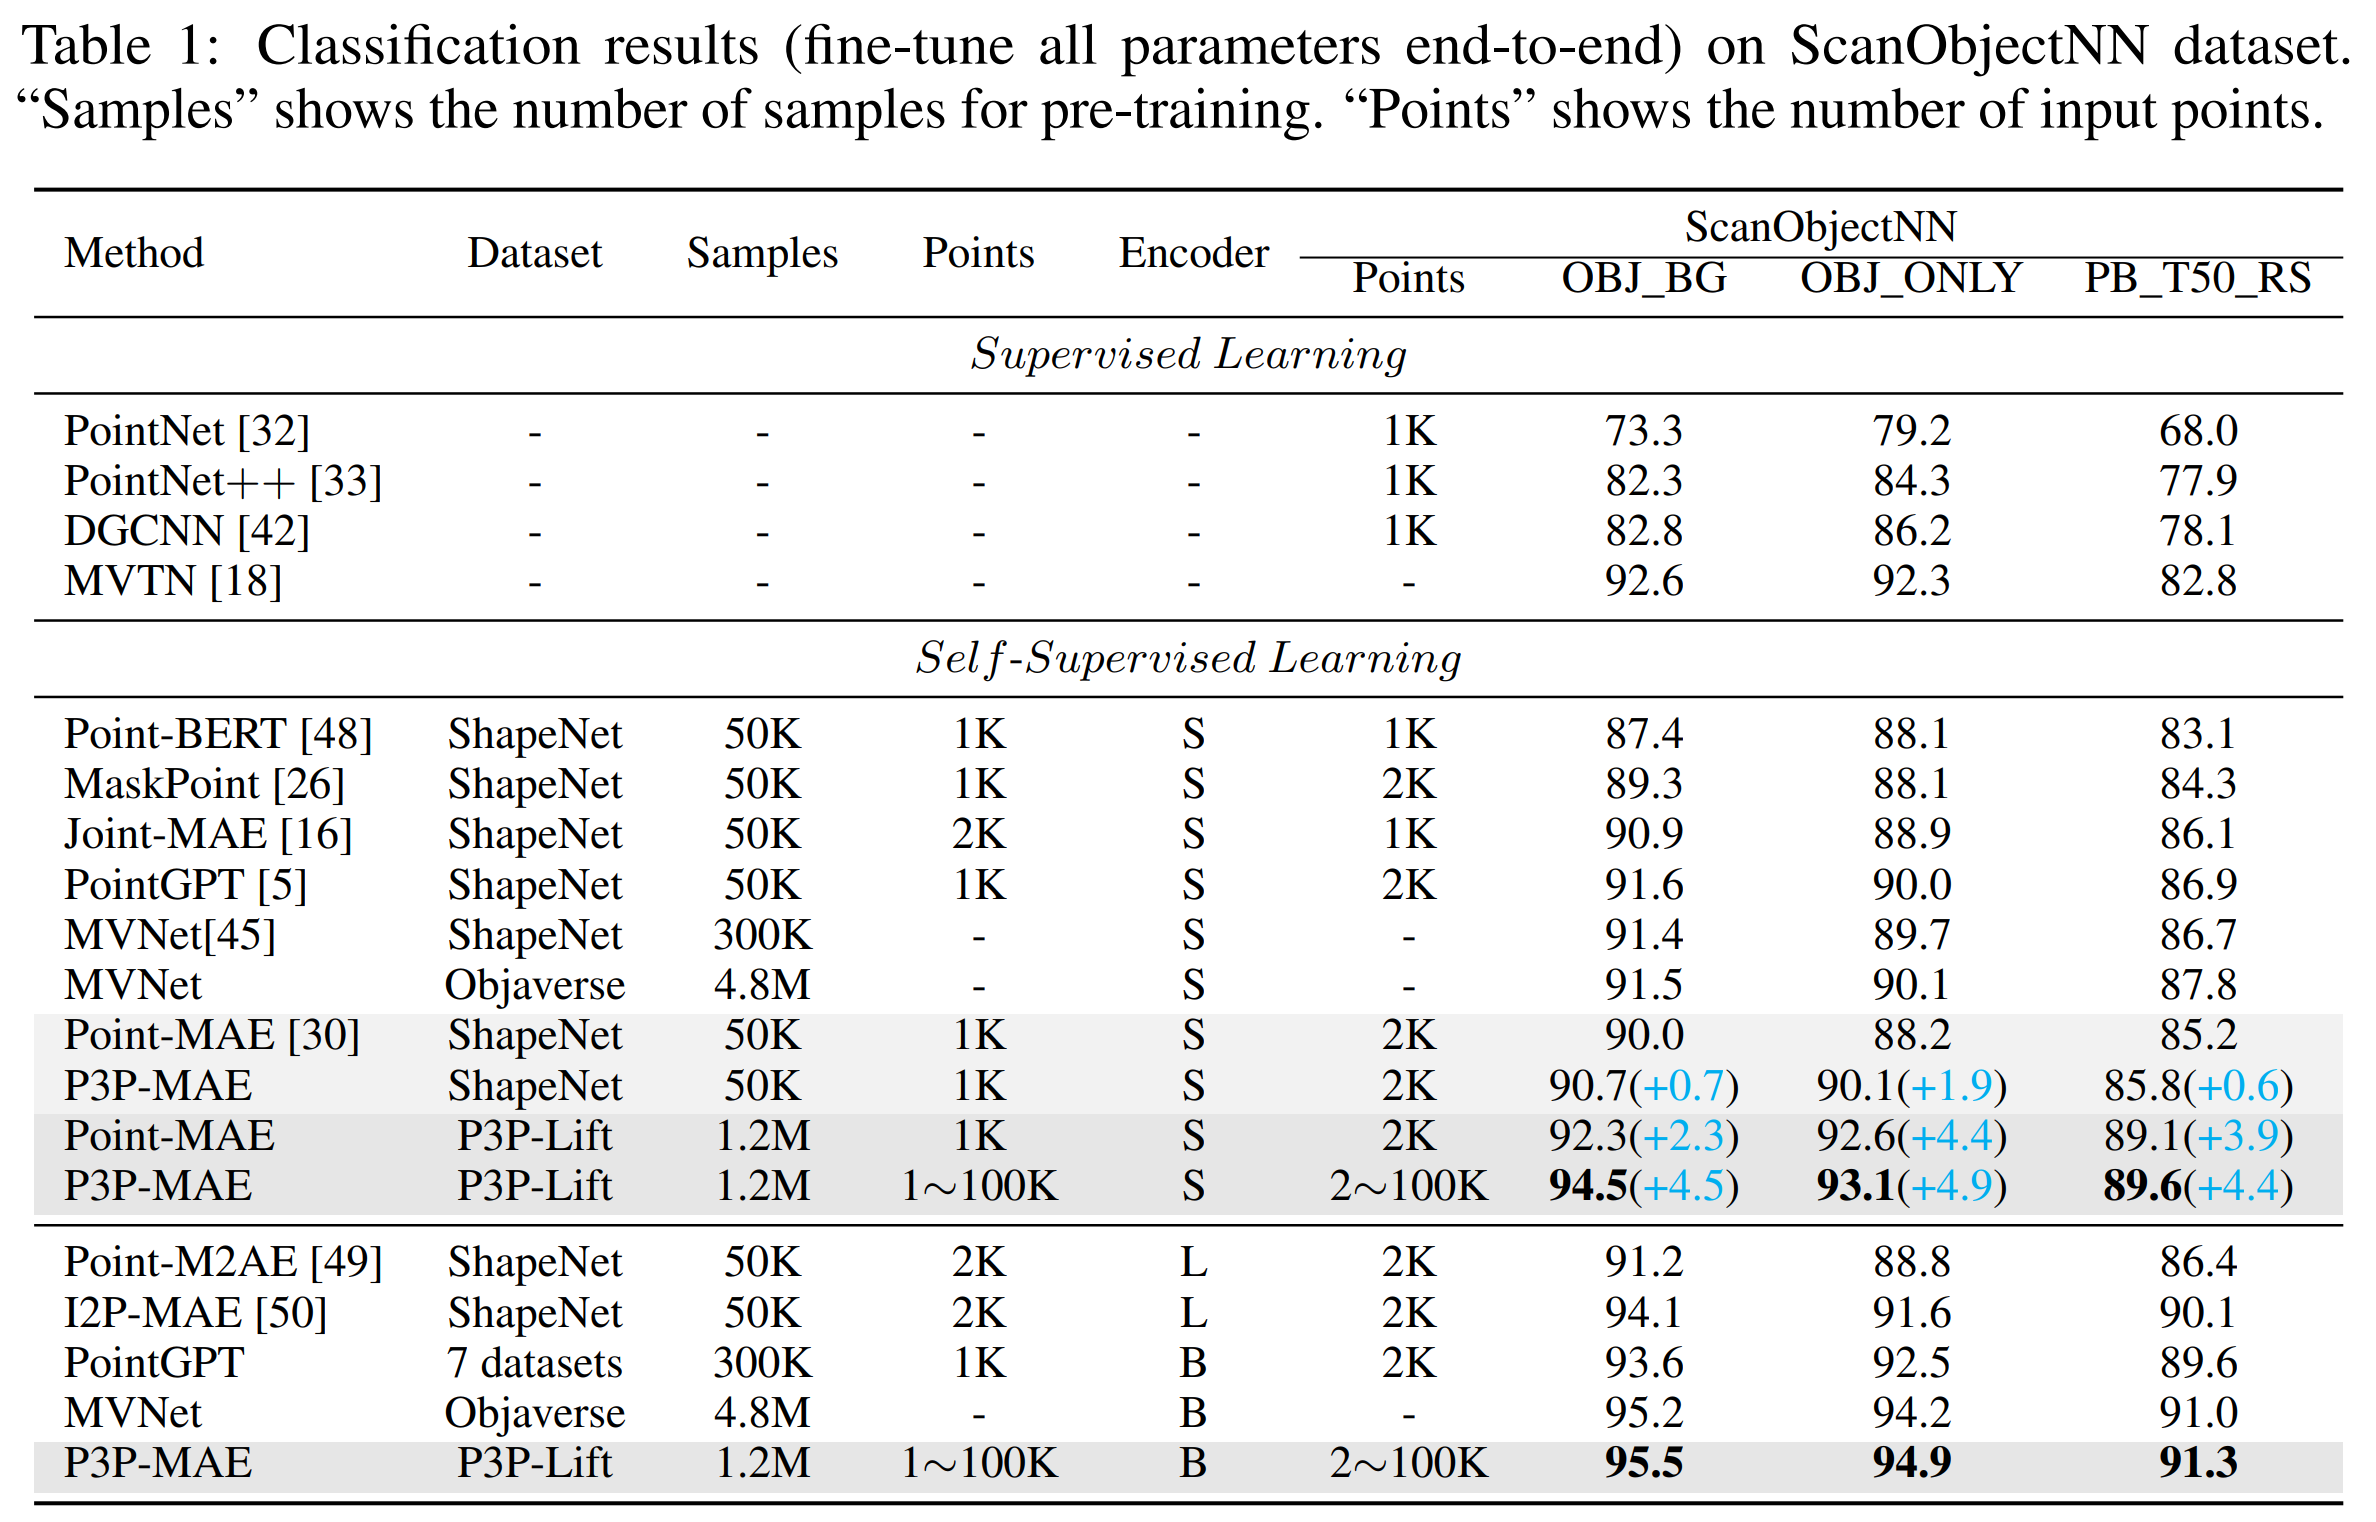 Table 1: Classification results (fine-tune all parameters end-to-end) on ScanObjectNN dataset.
“Samples” shows the number of samples for pre-training. “Points” shows the number of input points.
Method Dataset Samples Points Encoder ScanObjectNN
Points OBJ_BG OBJ_ONLY PB_T50_RS
Supervised Learning
PointNet [32] - - - - 1K 73.3 79.2 68.0
PointNet++ [33] - - - - 1K 82.3 84.3 77.9
DGCNN [42] - - - - 1K 82.8 86.2 78.1
MVTN [18] - - - - - 92.6 92.3 82.8
Self-Supervised Learning
Point-BERT [48] ShapeNet 50K 1K S 1K 87.4 88.1 83.1
MaskPoint [26] ShapeNet 50K 1K S 2K 89.3 88.1 84.3
Joint-MAE [16] ShapeNet 50K 2K S 1K 90.9 88.9 86.1
PointGPT [5] ShapeNet 50K 1K S 2K 91.6 90.0 86.9
MVNet[45] ShapeNet 300K - S - 91.4 89.7 86.7
MVNet Objaverse 4.8M - S - 91.5 90.1 87.8
Point-MAE [30] ShapeNet 50K 1K S 2K 90.0 88.2 85.2
P3P-MAE ShapeNet 50K 1K S 2K 90.7(+0.7) 90.1(+1.9) 85.8(+0.6)
Point-MAE P3P-Lift 1.2M 1K S 2K 92.3(+2.3) 92.6(+4.4) 89.1(+3.9)
P3P-MAE P3P-Lift 1.2M 1∼100K S 2∼100K 94.5(+4.5) 93.1(+4.9) 89.6(+4.4)
Point-M2AE [49] ShapeNet 50K 2K L 2K 91.2 88.8 86.4
I2P-MAE [50] ShapeNet 50K 2K L 2K 94.1 91.6 90.1
PointGPT 7 datasets 300K 1K B 2K 93.6 92.5 89.6
MVNet Objaverse 4.8M - B - 95.2 94.2 91.0
P3P-MAE P3P-Lift 1.2M 1∼100K B 2∼100K 95.5 94.9 91.3